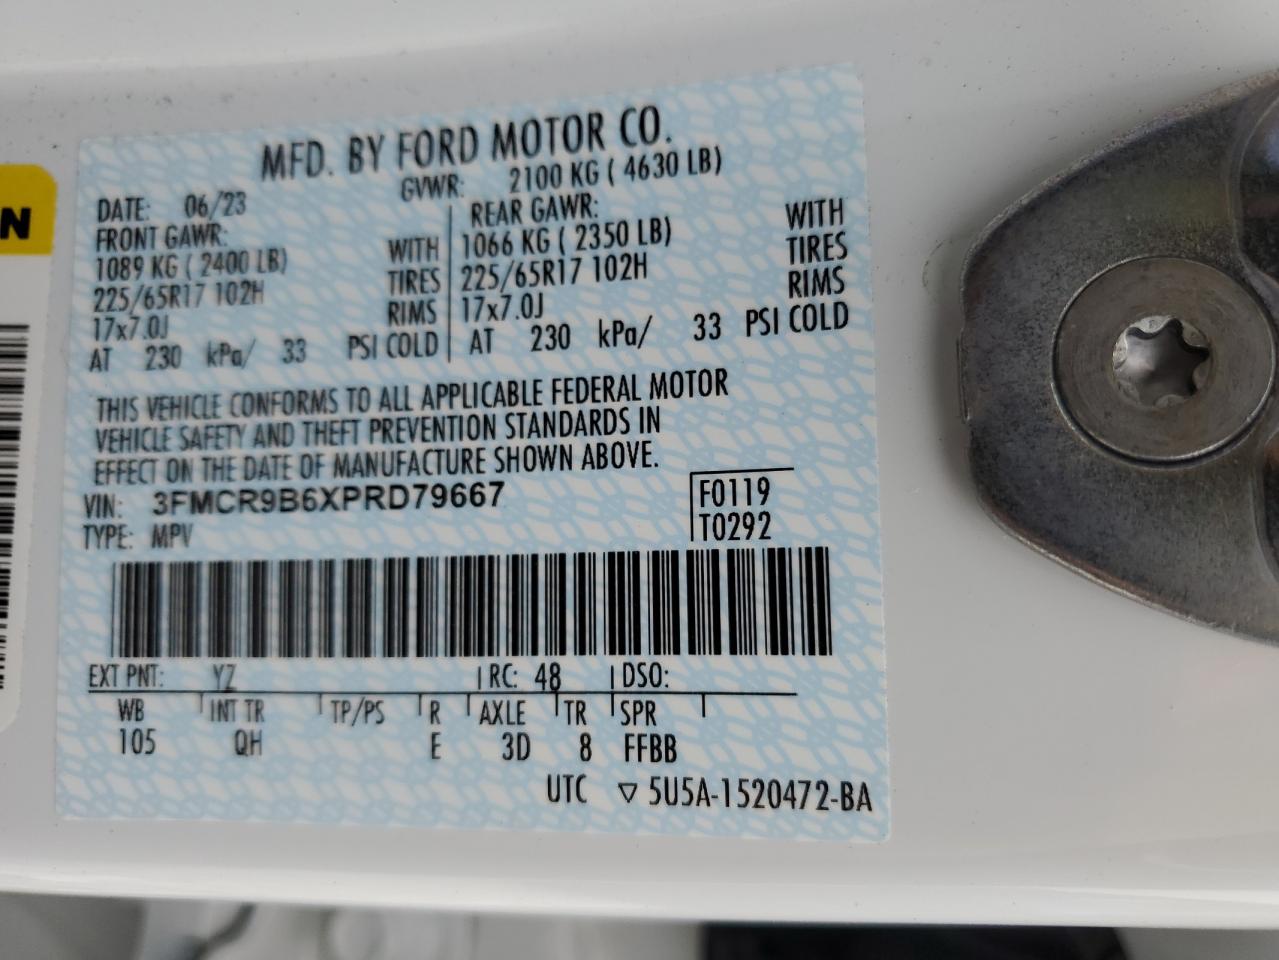 N
MFD. BY FORD MOTOR CO.
DATE: 06/23 GVWR: 2100 KG ( 4630 LB)
FRONT GAWR: REAR GAWR:
1089 KG ( 2400 LB) WITH 1066 KG ( 2350 LB) WITH
225/65R17 102H TIRES 225/65R17 102H TIRES
17x7.0J RIMS 17x7.0J RIMS
AT 230 kPa/ 33 PSI COLD AT 230 kPa/ 33 PSI COLD
THIS VEHICLE CONFORMS TO ALL APPLICABLE FEDERAL MOTOR
VEHICLE SAFETY AND THEFT PREVENTION STANDARDS IN
EFFECT ON THE DATE OF MANUFACTURE SHOWN ABOVE.
VIN: 3FMCR9B6XPRD79667 F0119
TYPE: MPV T0292
EXT PNT: YZ RC: 48 DSO:
WB INT TR TP/PS R AXLE TR SPR
105 QH E 3D 8 FFBB
UTC ▽ 5U5A-1520472-BA